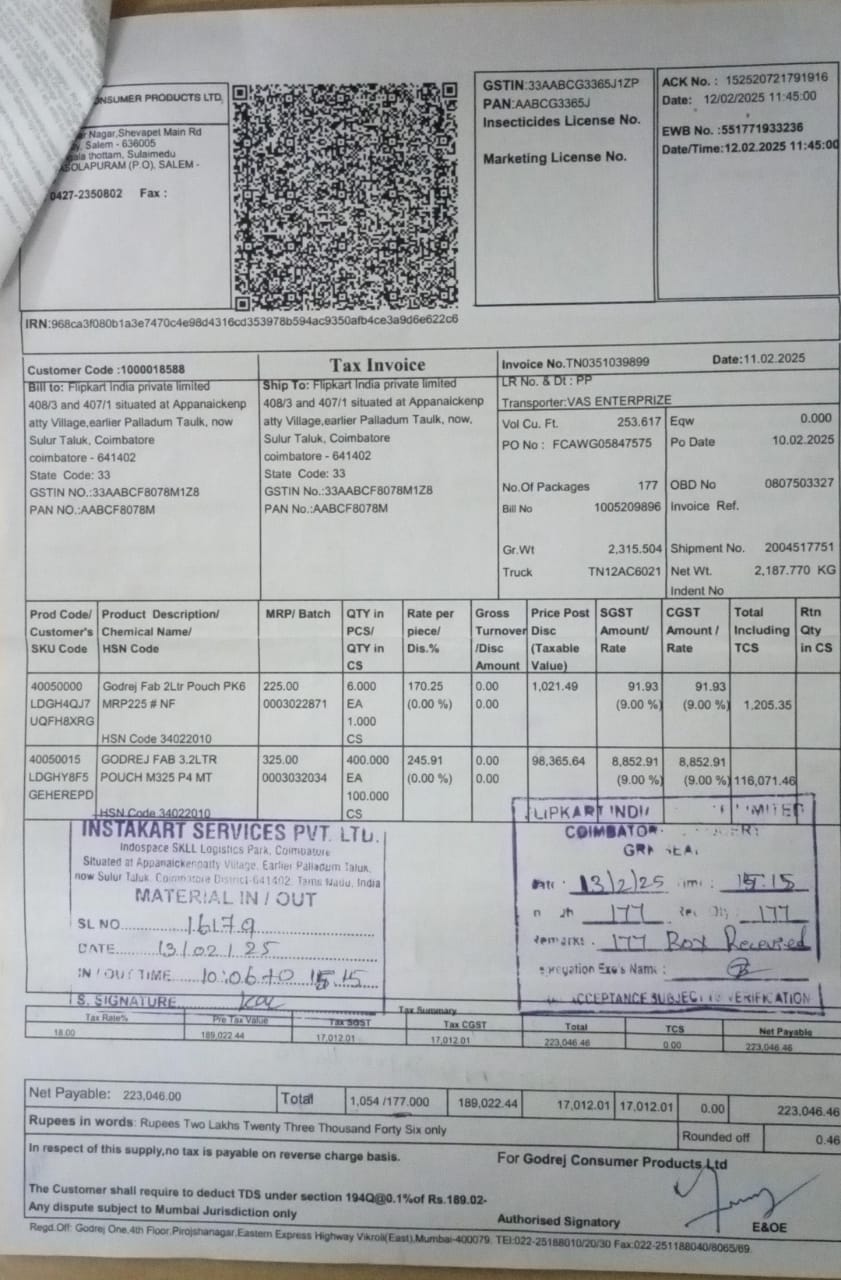 ONSUMER PRODUCTS LTD.
Nagar,Shevapet Main Rd
Salem - 636005
thottam, Sulaimedu
SOLAPURAM (P.O), SALEM -
0427-2350802 Fax :
GSTIN:33AABCG3365J1ZP
PAN:AABCG3365J
Insecticides License No.
Marketing License No.
ACK No. : 152520721791916
Date: 12/02/2025 11:45:00
EWB No. :551771933236
Date/Time:12.02.2025 11:45:00
IRN:968ca3f080b1a3e7470c4e98d4316cd353978b594ac9350afb4ce3a9d6e622c6
Customer Code :1000018588
Tax Invoice
Invoice No.TN0351039899 Date:11.02.2025
Bill to: Flipkart India private limited
408/3 and 407/1 situated at Appanaickenp
atty Village,earlier Palladum Taulk, now
Sulur Taluk, Coimbatore
coimbatore - 641402
State Code: 33
GSTIN NO.:33AABCF8078M1Z8
PAN NO.:AABCF8078M
Ship To: Flipkart India private limited
408/3 and 407/1 situated at Appanaickenp
atty Village,earlier Palladum Taulk, now,
Sulur Taluk, Coimbatore
coimbatore - 641402
State Code: 33
GSTIN No.:33AABCF8078M1Z8
PAN No.:AABCF8078M
LR No. & Dt : PP
Transporter:VAS ENTERPRIZE
Vol Cu. Ft. 253.617 Eqw 0.000
PO No : FCAWG05847575 Po Date 10.02.2025
No.Of Packages 177 OBD No 0807503327
Bill No 1005209896 Invoice Ref.
Gr.Wt 2,315.504 Shipment No. 2004517751
Truck TN12AC6021 Net Wt. 2,187.770 KG
Indent No
Prod Code/ Product Description/ MRP/ Batch QTY in Rate per Gross Price Post SGST CGST Total Rtn
Customer's Chemical Name/ PCS/ piece/ Turnover Disc Amount/ Amount / Including Qty
SKU Code HSN Code QTY in Dis.% /Disc (Taxable Rate Rate TCS in CS
CS Amount Value)
40050000 Godrej Fab 2Ltr Pouch PK6 225.00 6.000 170.25 0.00 1,021.49 91.93 91.93
LDGH4QJ7 MRP225 # NF 0003022871 EA (0.00 %) 0.00 (9.00 %) (9.00 %) 1,205.35
UQFH8XRG 1.000
HSN Code 34022010 CS
40050015 GODREJ FAB 3.2LTR 325.00 400.000 245.91 0.00 98,365.64 8,852.91 8,852.91
LDGHY8F5 POUCH M325 P4 MT 0003032034 EA (0.00 %) 0.00 (9.00 %) (9.00 %) 116,071.46
GEHEREPD 100.000
HSN Code 34022010 CS
INSTAKART SERVICES PVT. LTD.
Indospace SKLL Logistics Park, Coimbatore
Situated at Appanaickenpatty Village, Earlier Palladum Taluk,
now Sulur Taluk, Coimbatore District-641402, Tamil Nadu, India
MATERIAL IN / OUT
SL NO. 16179
DATE 13/02/25
IN / OUT TIME 10:06 to 15.15
S. SIGNATURE
LIPKART INDI LIMITED
COIMBATOR
13/2/25 15:15
177 177
Remarks . 177 Box Received
Exe's Name :
ACCEPTANCE SUBJECT TO VERIFICATION
Tax Summary
Tax Rate% Pre Tax Value Tax SGST Tax CGST Total TCS Net Payable
18.00 189,022.44 17,012.01 17,012.01 223,046.46 0.00 223,046.46
Net Payable: 223,046.00 Total 1,054 /177.000 189,022.44 17,012.01 17,012.01 0.00 223,046.46
Rupees in words: Rupees Two Lakhs Twenty Three Thousand Forty Six only Rounded off 0.46
In respect of this supply,no tax is payable on reverse charge basis.
For Godrej Consumer Products Ltd
The Customer shall require to deduct TDS under section 194Q@0.1%of Rs.189.02-
Any dispute subject to Mumbai Jurisdiction only
Authorised Signatory E&OE
Regd.Off: Godrej One,4th Floor,Pirojshanagar,Eastern Express Highway Vikroli(East),Mumbai-400079. TEl:022-25188010/20/30 Fax:022-251188040/8065/69.